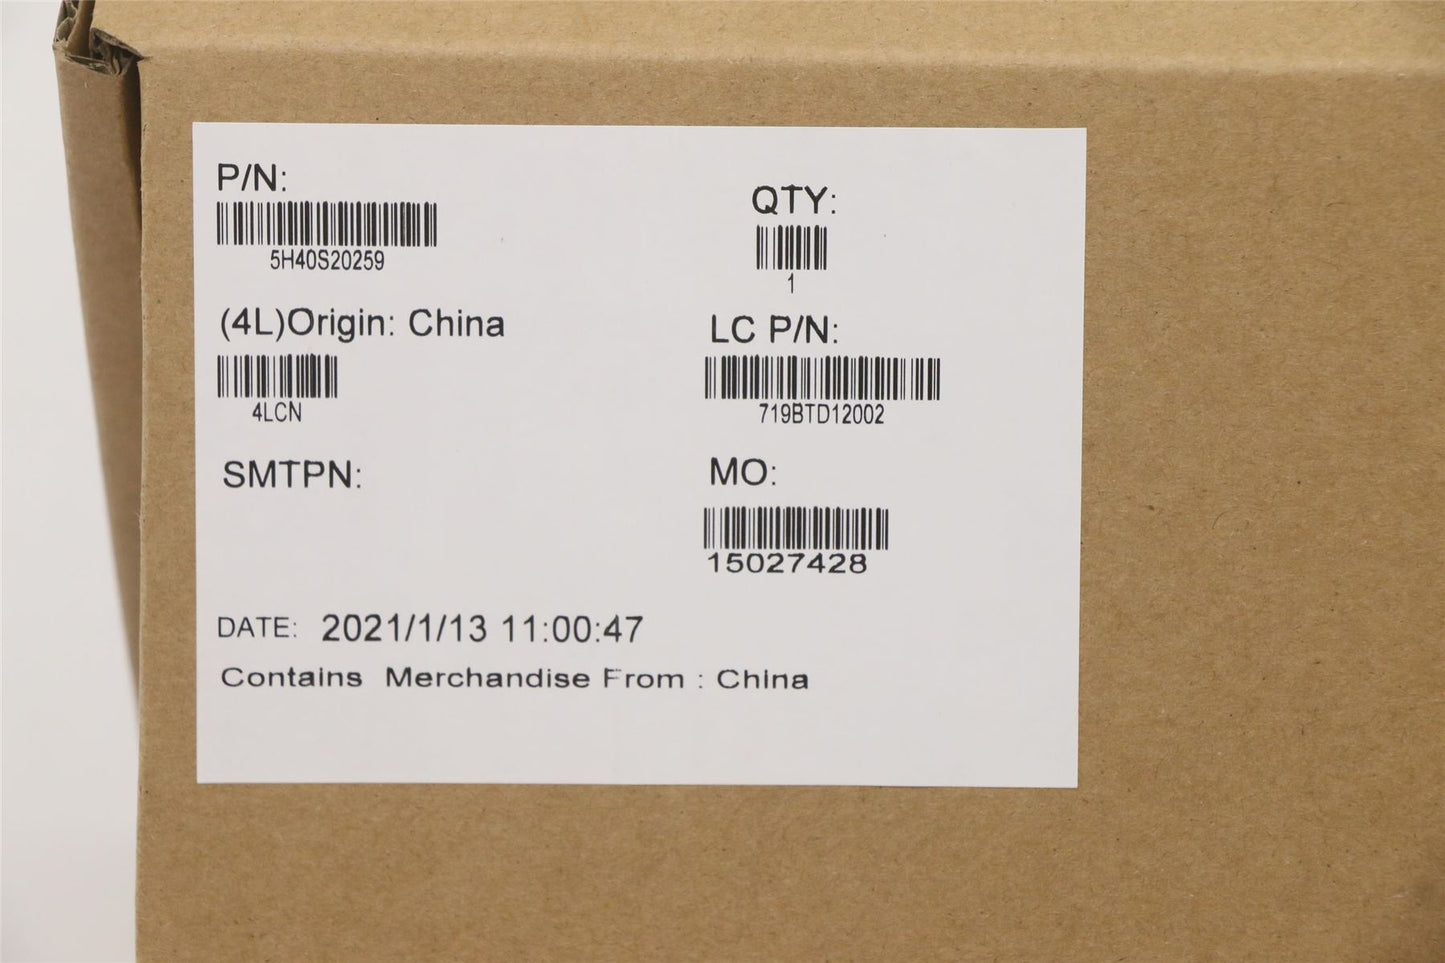 P/N:
5H40S20259
QTY:
1
(4L)Origin: China
4LCN
LC P/N:
719BTD12002
SMTPN:
MO:
15027428
DATE: 2021/1/13 11:00:47
Contains Merchandise From : China